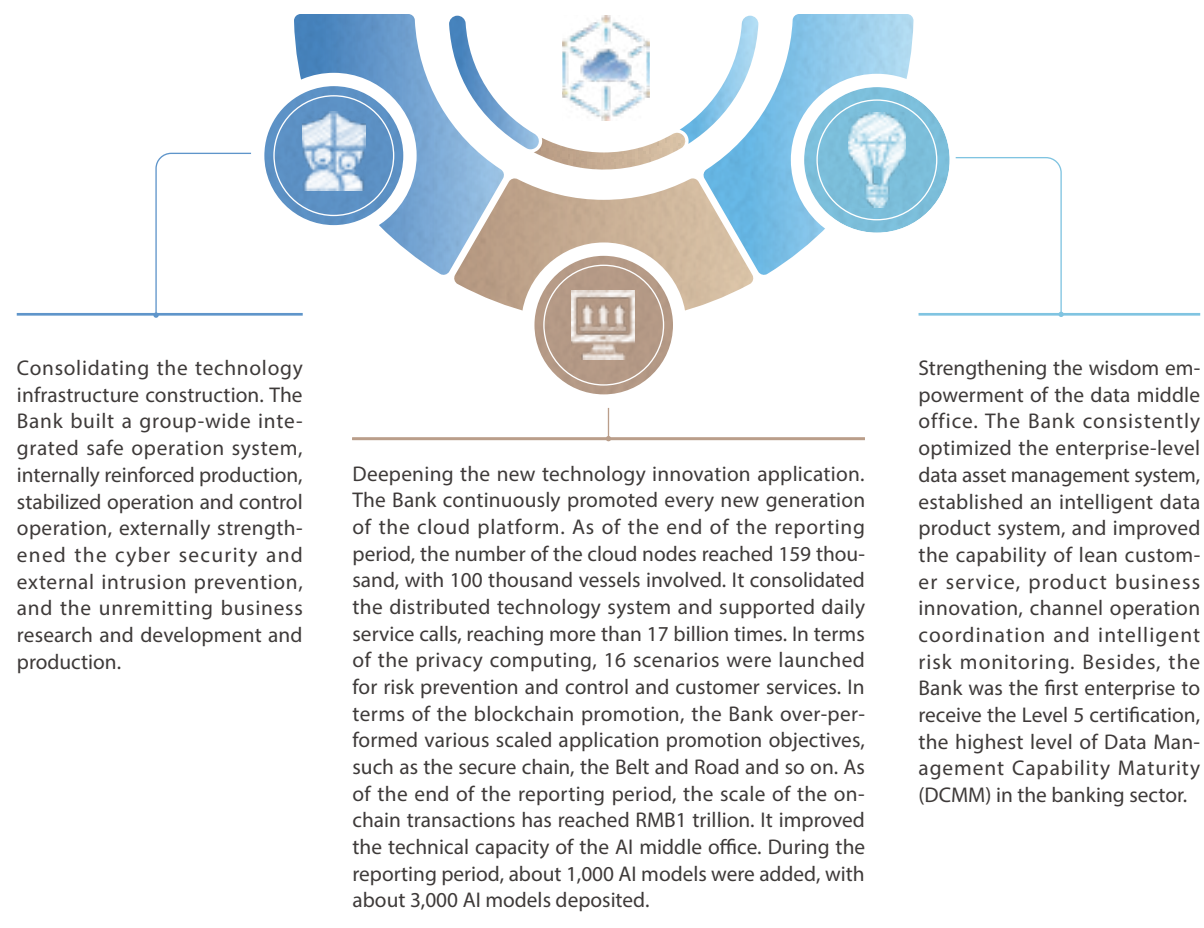 Consolidating the technology
infrastructure construction. The
Bank built a group-wide inte-
grated safe operation system,
internally reinforced production,
stabilized operation and control
operation, externally strength-
ened the cyber security and
external intrusion prevention,
and the unremitting business
research and development and
production.
Deepening the new technology innovation application.
The Bank continuously promoted every new generation
of the cloud platform. As of the end of the reporting
period, the number of the cloud nodes reached 159 thou-
sand, with 100 thousand vessels involved. It consolidated
the distributed technology system and supported daily
service calls, reaching more than 17 billion times. In terms
of the privacy computing, 16 scenarios were launched
for risk prevention and control and customer services. In
terms of the blockchain promotion, the Bank over-per-
formed various scaled application promotion objectives,
such as the secure chain, the Belt and Road and so on. As
of the end of the reporting period, the scale of the on-
chain transactions has reached RMB1 trillion. It improved
the technical capacity of the AI middle office. During the
reporting period, about 1,000 AI models were added, with
about 3,000 AI models deposited.
Strengthening the wisdom em-
powerment of the data middle
office. The Bank consistently
optimized the enterprise-level
data asset management system,
established an intelligent data
product system, and improved
the capability of lean custom-
er service, product business
innovation, channel operation
coordination and intelligent
risk monitoring. Besides, the
Bank was the first enterprise to
receive the Level 5 certification,
the highest level of Data Man-
agement Capability Maturity
(DCMM) in the banking sector.